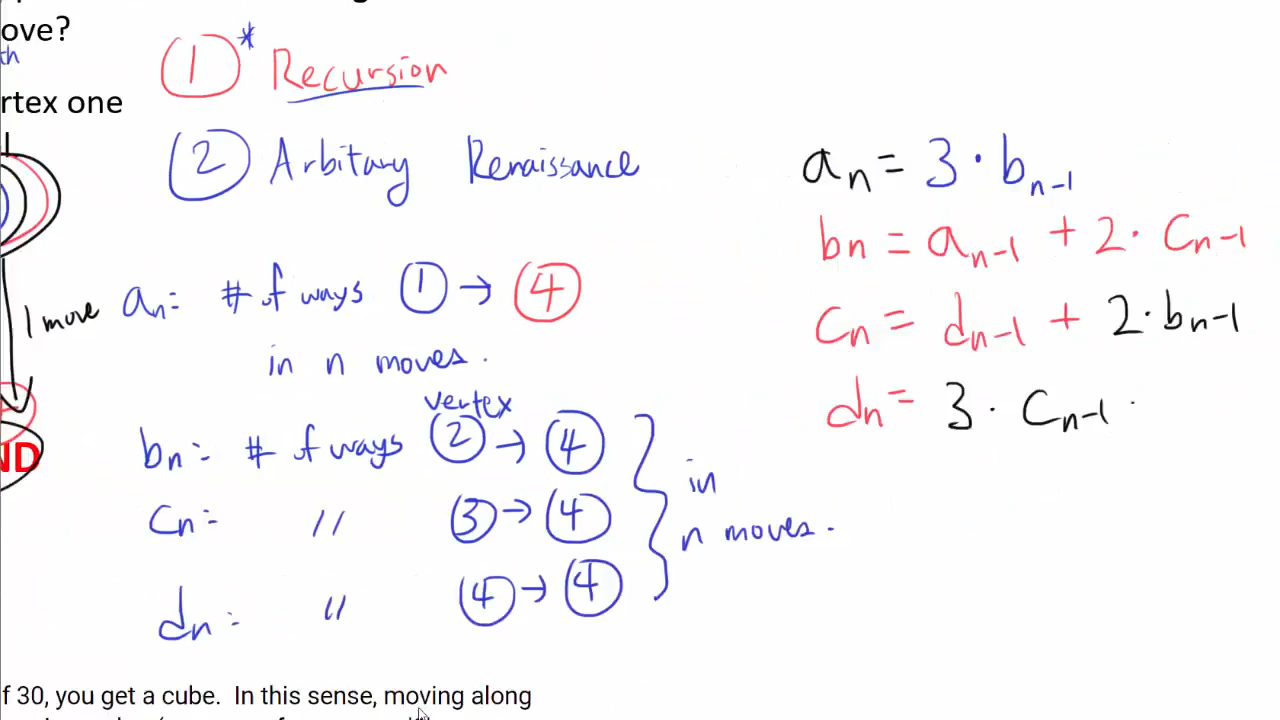 ove?
th
① * Recursion
rtex one
② Arbitary Renaissance
1 move
an = # of ways ① → ④
in n moves.
vertex
bn = # of ways ② → ④
cn = " ③ → ④
dn = " ④ → ④
in
n moves.
ND
an = 3 · bn-1
bn = an-1 + 2 · cn-1
cn = dn-1 + 2 · bn-1
dn = 3 · cn-1 ·
f 30, you get a cube. In this sense, moving along